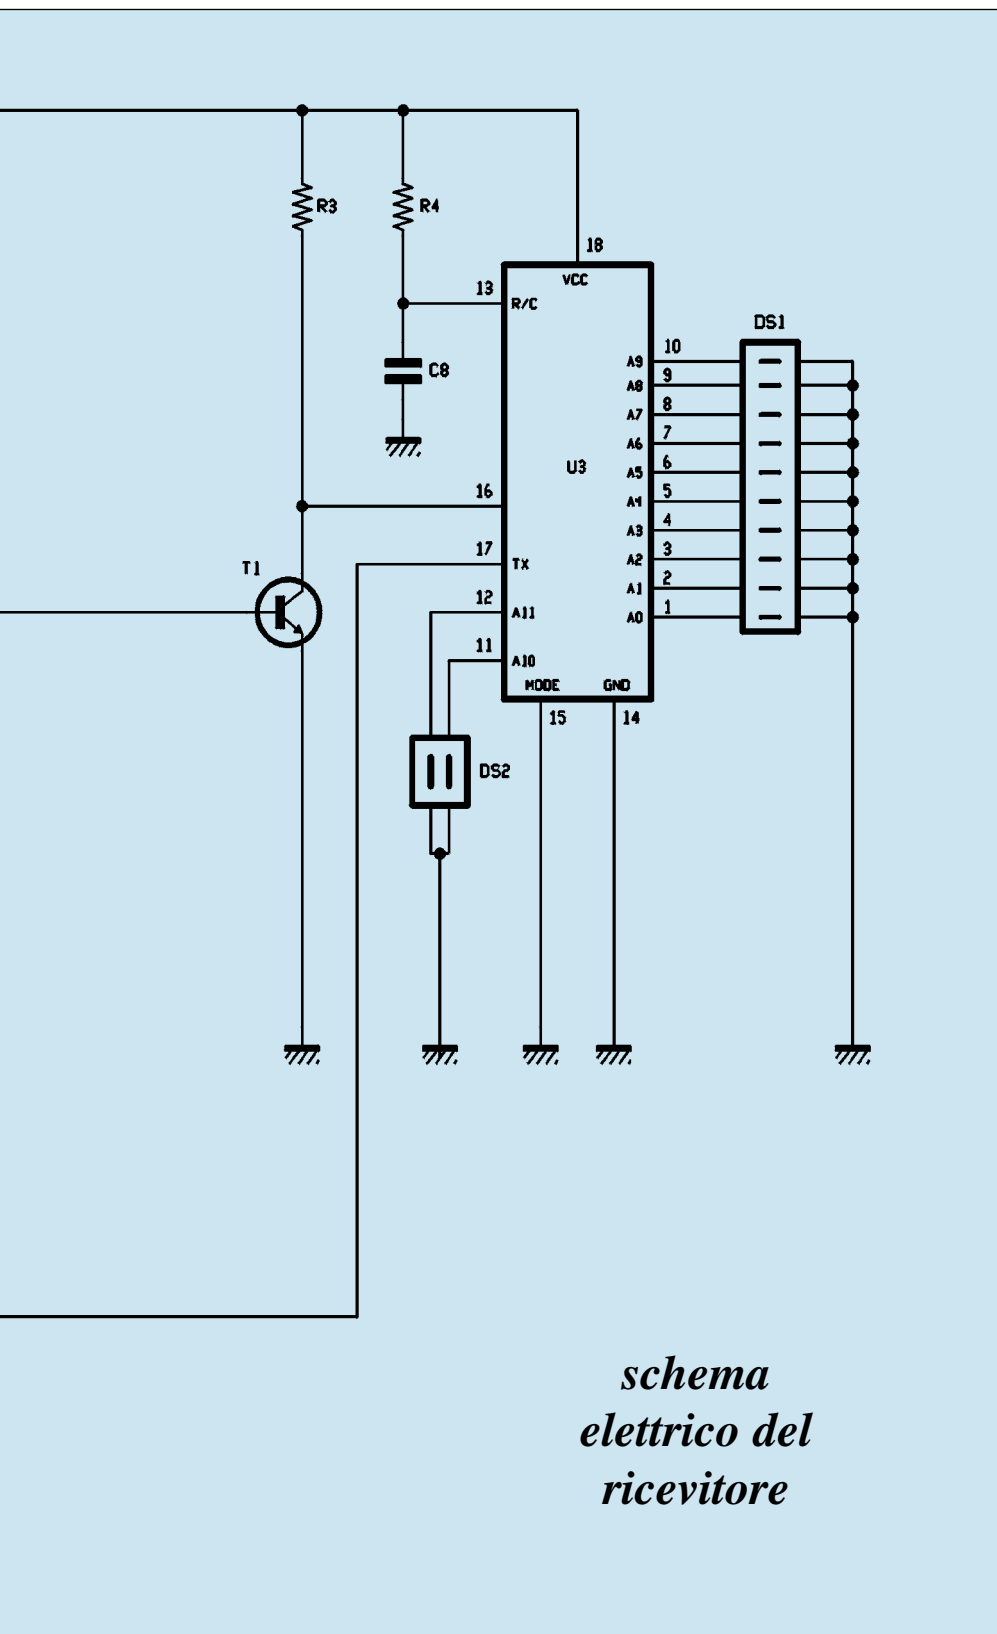 R3
R4
18
VCC
13
R/C
DS1
C8
10
A9
9
A8
8
A7
7
A6
U3
6
A5
16
5
A4
4
A3
17
TX
3
A2
T1
2
A1
12
A11
1
A0
11
A10
MODE
GND
15
14
DS2
schema
elettrico del
ricevitore